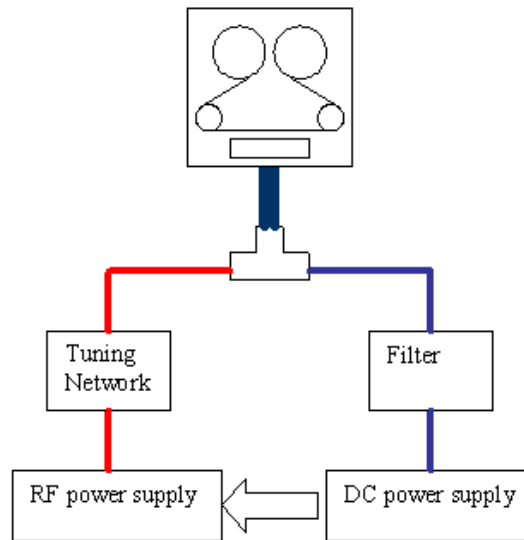 Tuning
Network
Filter
RF power supply
DC power supply